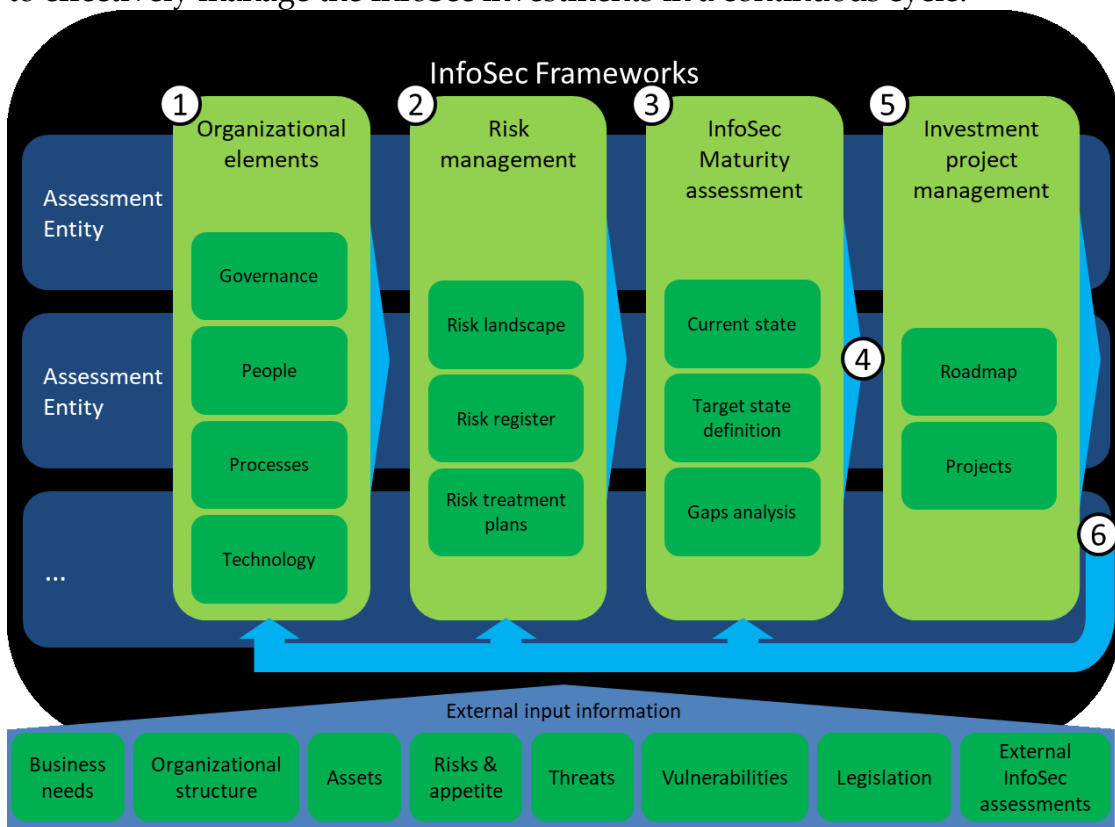 to effectively manage the InfoSec investments in a continuous cycle.
InfoSec Frameworks
1
Organizational
elements
2
Risk
management
3
InfoSec
Maturity
assessment
5
Investment
project
management
Assessment
Entity
Assessment
Entity
...
Governance
People
Processes
Technology
Risk landscape
Risk register
Risk treatment
plans
Current state
Target state
definition
Gaps analysis
4
Roadmap
Projects
6
External input information
Business
needs
Organizational
structure
Assets
Risks &
appetite
Threats
Vulnerabilities
Legislation
External
InfoSec
assessments